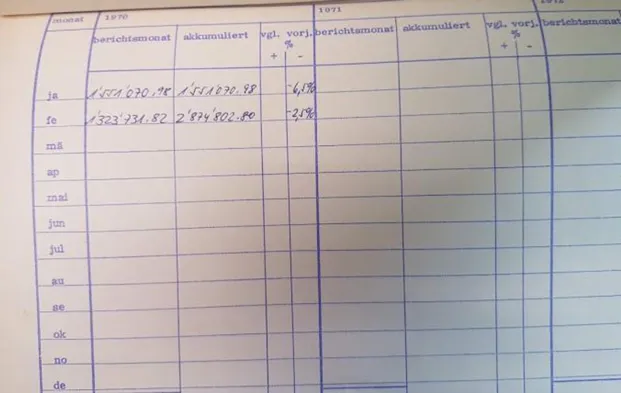 1971
monat 1970
berichtsmonat akkumuliert vgl. vorj. % + - berichtsmonat akkumuliert vgl. vorj. % + - berichtsmonat
ja 1'551'070.98 1'551'070.98 -6,5%
fe 1'323'731.82 2'874'802.80 -2,5%
mä
ap
mai
jun
jul
au
se
ok
no
de